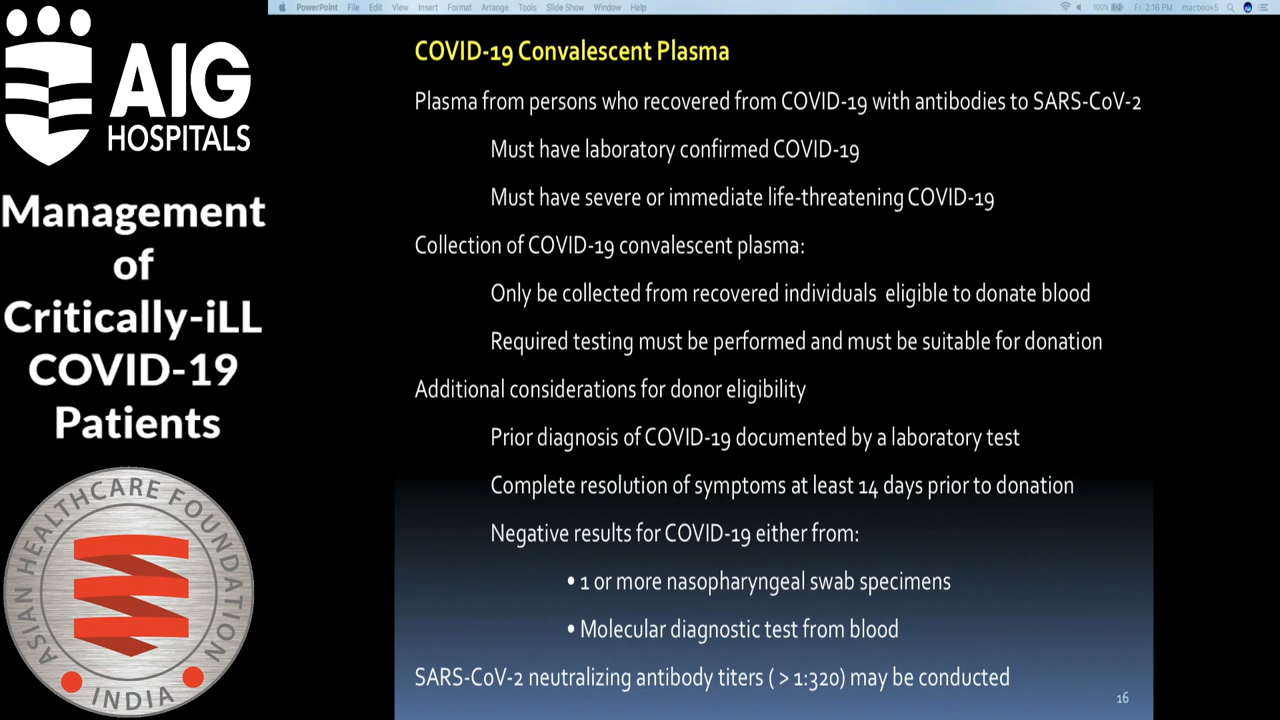 PowerPoint File Edit View Insert Format Arrange Tools Slide Show Window Help
100% Fri 2:16 PM macbook5
AIG
HOSPITALS
Management
of
Critically-iLL
COVID-19
Patients
ASIAN HEALTHCARE FOUNDATION
INDIA
COVID-19 Convalescent Plasma
Plasma from persons who recovered from COVID-19 with antibodies to SARS-CoV-2
Must have laboratory confirmed COVID-19
Must have severe or immediate life-threatening COVID-19
Collection of COVID-19 convalescent plasma:
Only be collected from recovered individuals eligible to donate blood
Required testing must be performed and must be suitable for donation
Additional considerations for donor eligibility
Prior diagnosis of COVID-19 documented by a laboratory test
Complete resolution of symptoms at least 14 days prior to donation
Negative results for COVID-19 either from:
• 1 or more nasopharyngeal swab specimens
• Molecular diagnostic test from blood
SARS-CoV-2 neutralizing antibody titers ( > 1:320) may be conducted
16